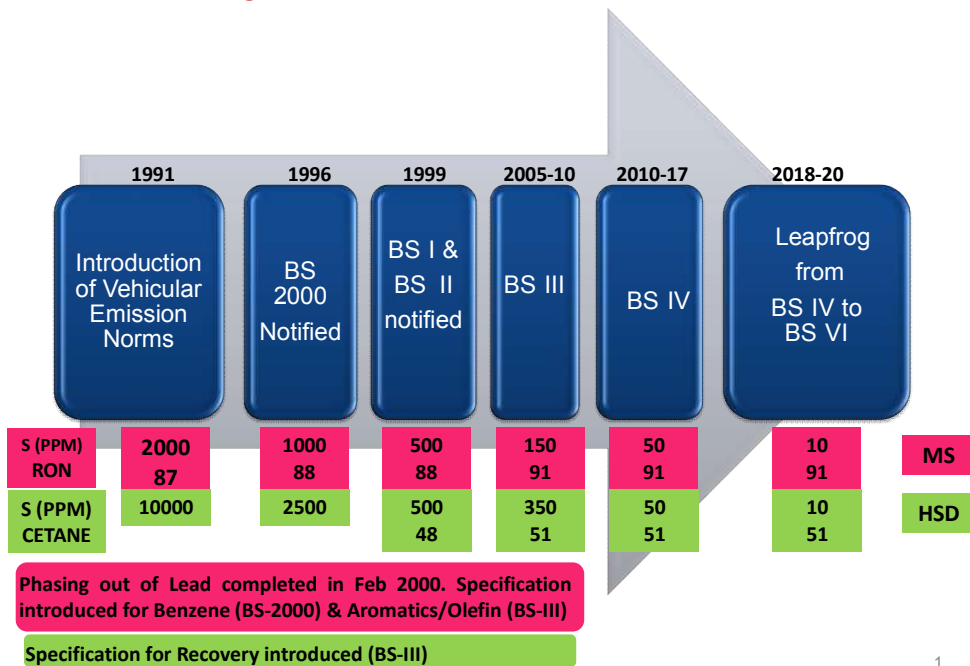 1991
1996
1999
2005-10
2010-17
2018-20
Introduction
of Vehicular
Emission
Norms
BS
2000
Notified
BS I &
BS II
notified
BS III
BS IV
Leapfrog
from
BS IV to
BS VI
S (PPM)
RON
2000
87
1000
88
500
88
150
91
50
91
10
91
MS
S (PPM)
CETANE
10000
2500
500
48
350
51
50
51
10
51
HSD
Phasing out of Lead completed in Feb 2000. Specification
introduced for Benzene (BS-2000) & Aromatics/Olefin (BS-III)
Specification for Recovery introduced (BS-III)
1